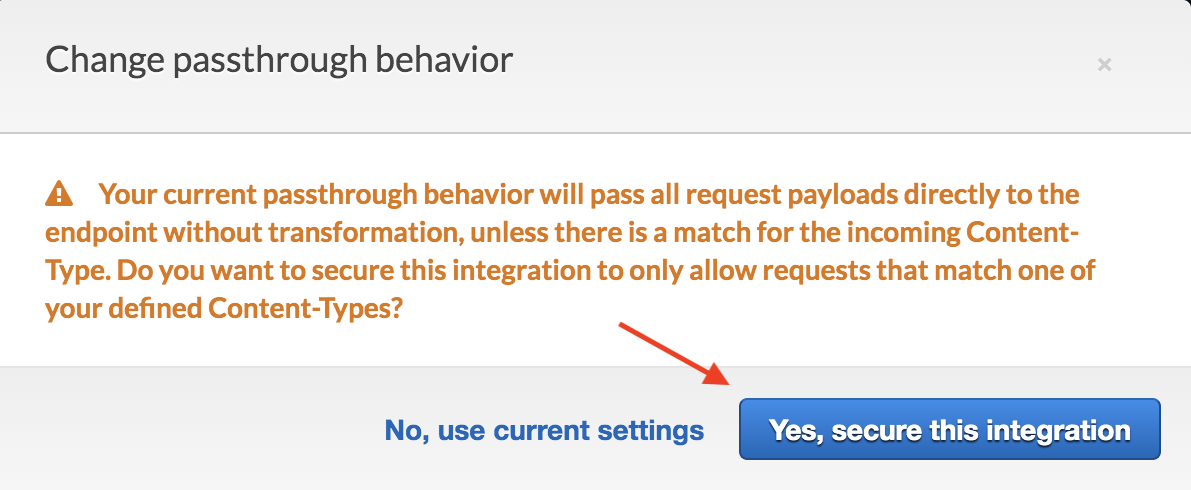 Change passthrough behavior
×
Your current passthrough behavior will pass all request payloads directly to the
endpoint without transformation, unless there is a match for the incoming Content-
Type. Do you want to secure this integration to only allow requests that match one of
your defined Content-Types?
No, use current settings
Yes, secure this integration